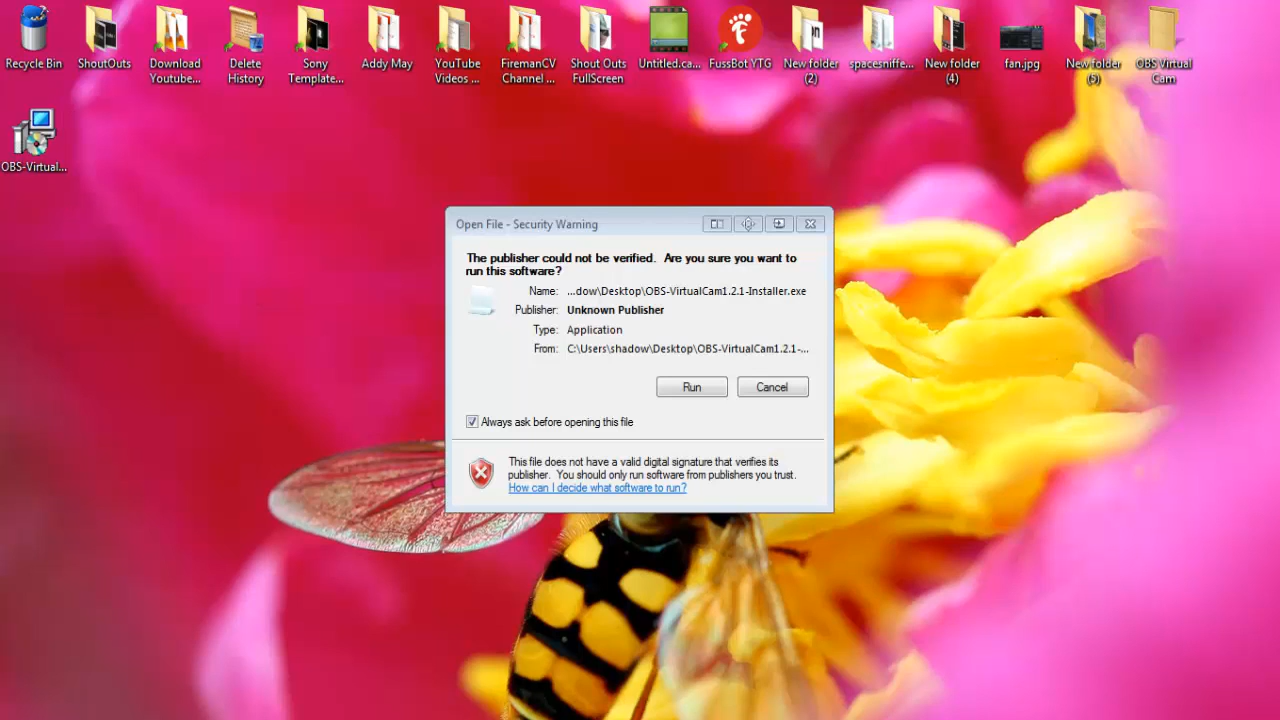 Recycle Bin
ShoutOuts
Download
Youtube...
Delete
History
Sony
Template...
Addy May
YouTube
Videos ...
FiremanCV
Channel ...
Shout Outs
FullScreen
Untitled.ca...
FussBot YTG
New folder
(2)
spacesniffe...
New folder
(4)
fan.jpg
New folder
(5)
OBS Virtual
Cam
OBS-Virtual...
Open File - Security Warning
The publisher could not be verified. Are you sure you want to
run this software?
Name: ...dow\Desktop\OBS-VirtualCam1.2.1-Installer.exe
Publisher: Unknown Publisher
Type: Application
From: C:\Users\shadow\Desktop\OBS-VirtualCam1.2.1-...
Run Cancel
Always ask before opening this file
This file does not have a valid digital signature that verifies its
publisher. You should only run software from publishers you trust.
How can I decide what software to run?